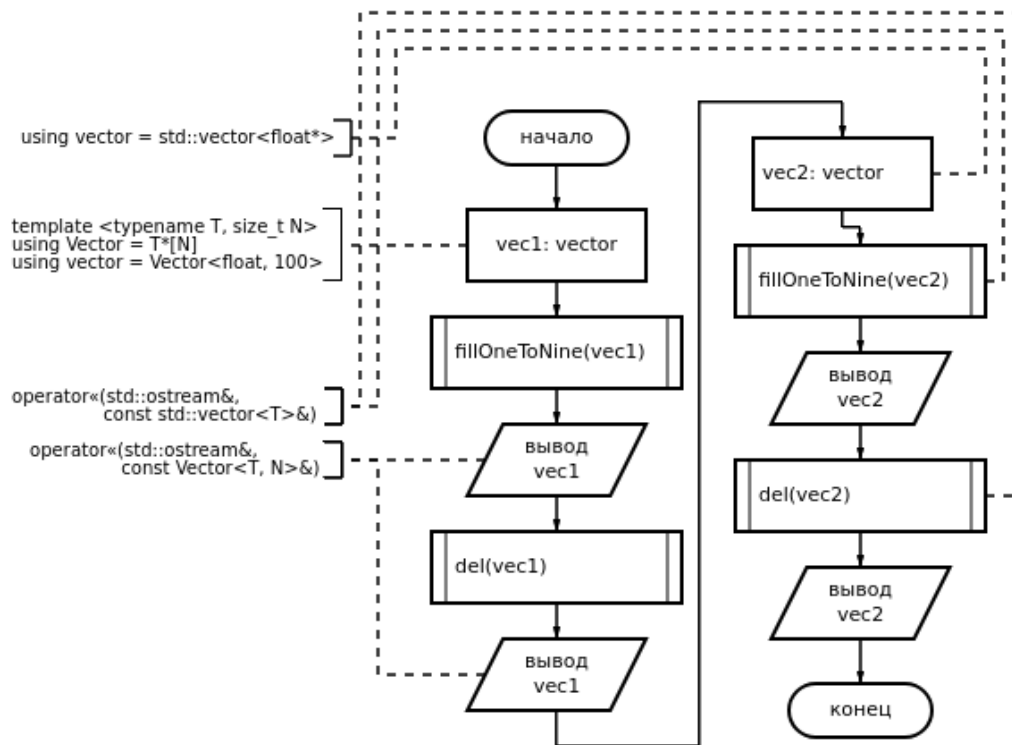 using vector = std::vector<float*>
template <typename T, size_t N>
using Vector = T*[N]
using vector = Vector<float, 100>
operator«(std::ostream&,
const std::vector<T>&)
operator«(std::ostream&,
const Vector<T, N>&)
начало
vec1: vector
fillOneToNine(vec1)
вывод
vec1
del(vec1)
вывод
vec1
vec2: vector
fillOneToNine(vec2)
вывод
vec2
del(vec2)
вывод
vec2
конец